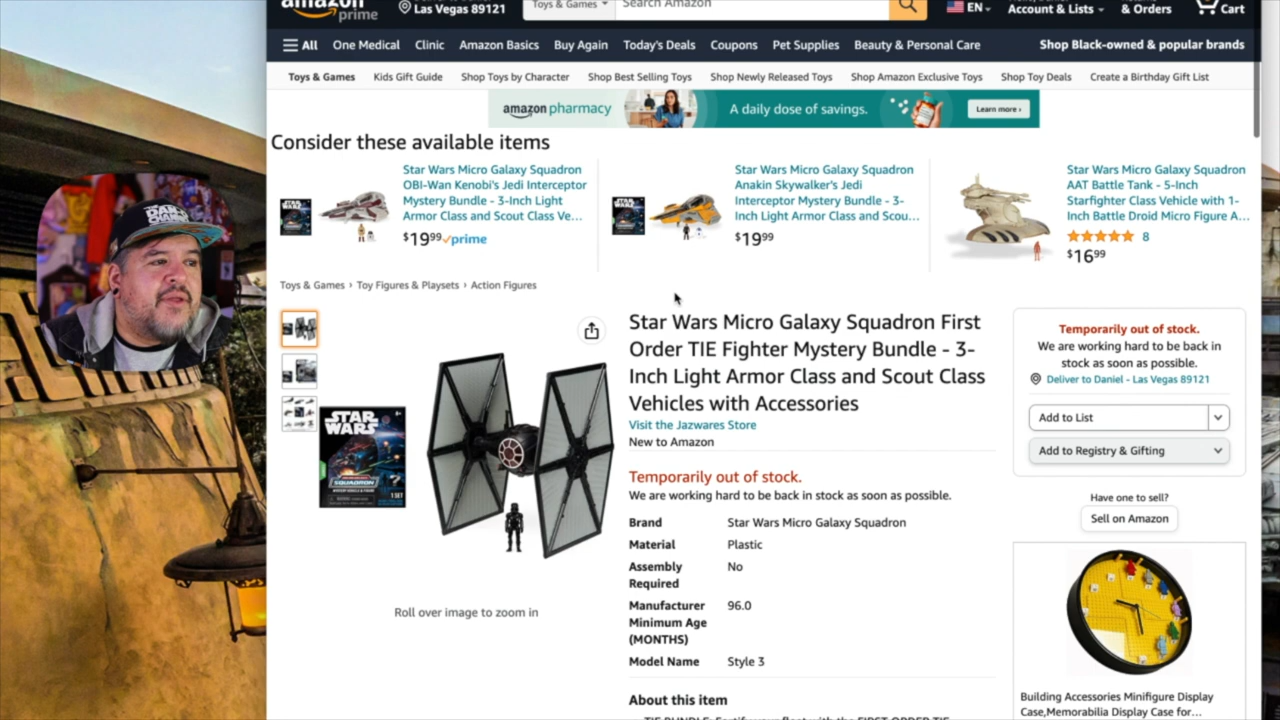 amazon
prime
Las Vegas 89121
Toys & Games
Search Amazon
EN
Account & Lists
& Orders
Cart
All
One Medical
Clinic
Amazon Basics
Buy Again
Today's Deals
Coupons
Pet Supplies
Beauty & Personal Care
Shop Black-owned & popular brands
Toys & Games
Kids Gift Guide
Shop Toys by Character
Shop Best Selling Toys
Shop Newly Released Toys
Shop Amazon Exclusive Toys
Shop Toy Deals
Create a Birthday Gift List
amazon pharmacy
A daily dose of savings.
Learn more ›
Consider these available items
Star Wars Micro Galaxy Squadron
OBI-Wan Kenobi's Jedi Interceptor
Mystery Bundle - 3-Inch Light
Armor Class and Scout Class Ve...
$19.99 prime
Star Wars Micro Galaxy Squadron
Anakin Skywalker's Jedi
Interceptor Mystery Bundle - 3-
Inch Light Armor Class and Scou...
$19.99
Star Wars Micro Galaxy Squadron
AAT Battle Tank - 5-Inch
Starfighter Class Vehicle with 1-
Inch Battle Droid Micro Figure A...
8
$16.99
Toys & Games › Toy Figures & Playsets › Action Figures
STAR
WARS
SQUADRON
1 SET
Roll over image to zoom in
Star Wars Micro Galaxy Squadron First
Order TIE Fighter Mystery Bundle - 3-
Inch Light Armor Class and Scout Class
Vehicles with Accessories
Visit the Jazwares Store
New to Amazon
Temporarily out of stock.
We are working hard to be back in stock as soon as possible.
Brand Star Wars Micro Galaxy Squadron
Material Plastic
Assembly
Required
No
Manufacturer
Minimum Age
(MONTHS)
96.0
Model Name Style 3
About this item
Temporarily out of stock.
We are working hard to be back in
stock as soon as possible.
Deliver to Daniel - Las Vegas 89121
Add to List
Add to Registry & Gifting
Have one to sell?
Sell on Amazon
Building Accessories Minifigure Display
Case,Memorabilia Display Case for...